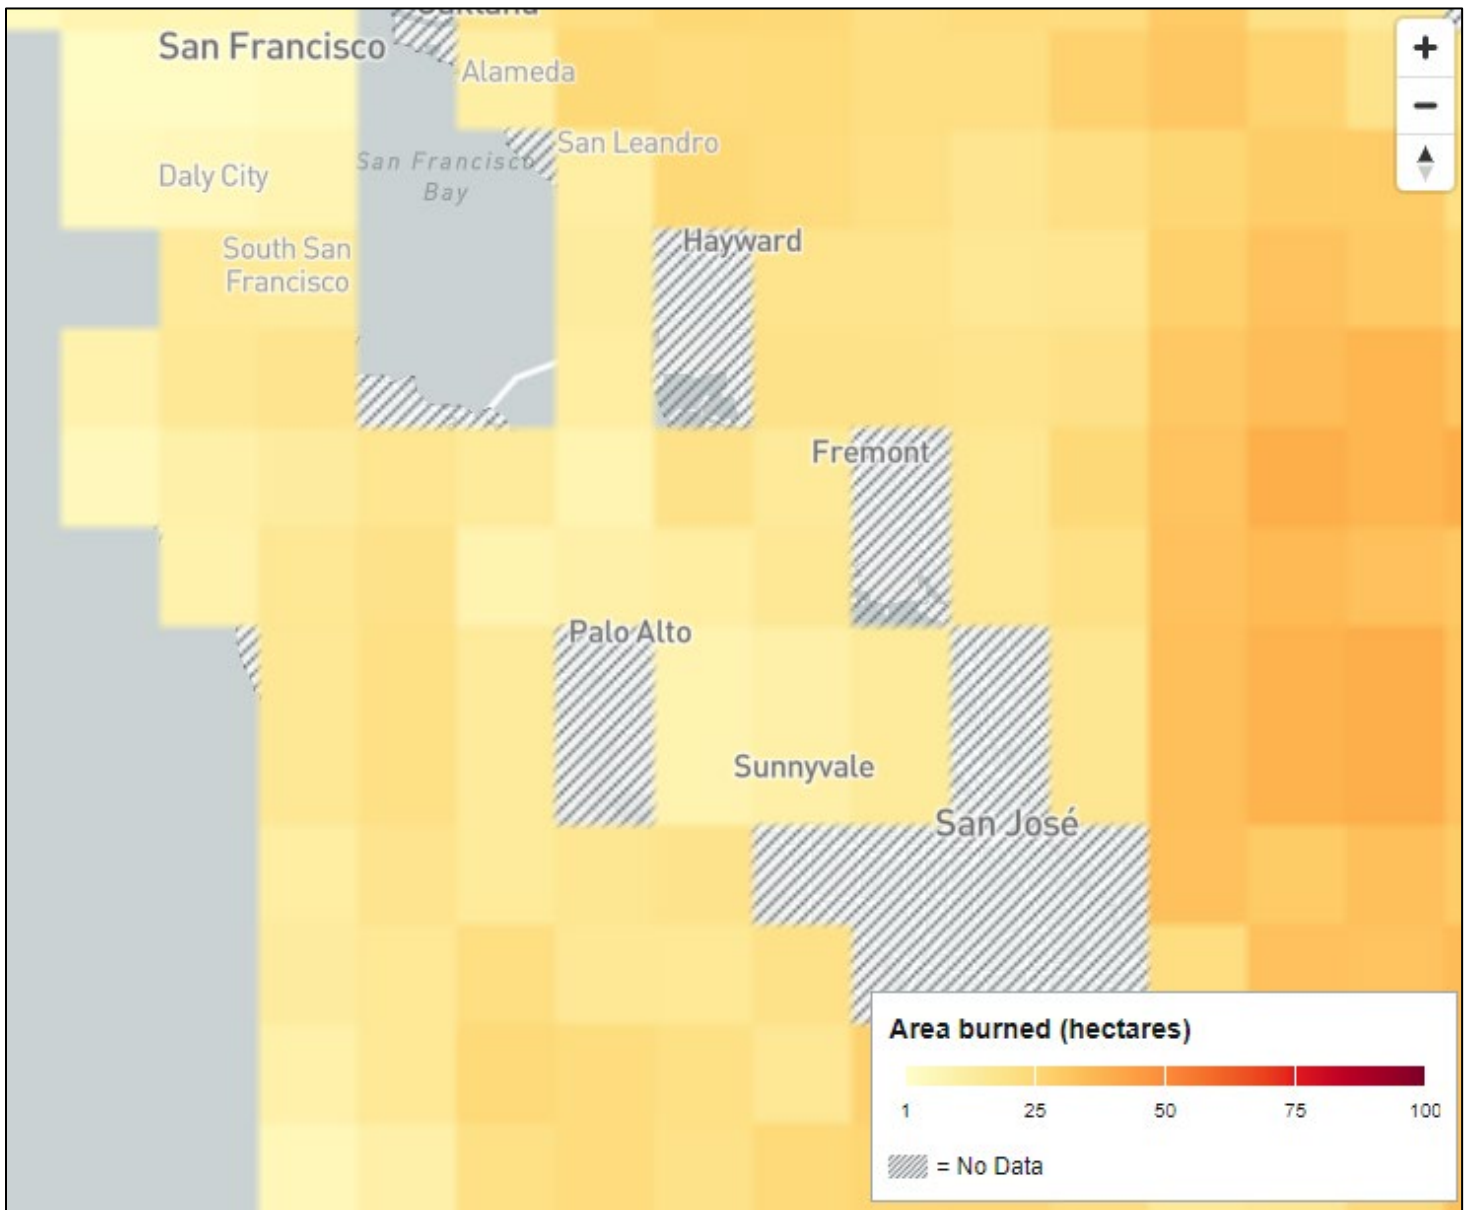 Oakland
San Francisco
Alameda
San Leandro
San Francisco
Bay
Daly City
Hayward
South San
Francisco
Fremont
Palo Alto
Sunnyvale
San José
Area burned (hectares)
1 25 50 75 100
= No Data